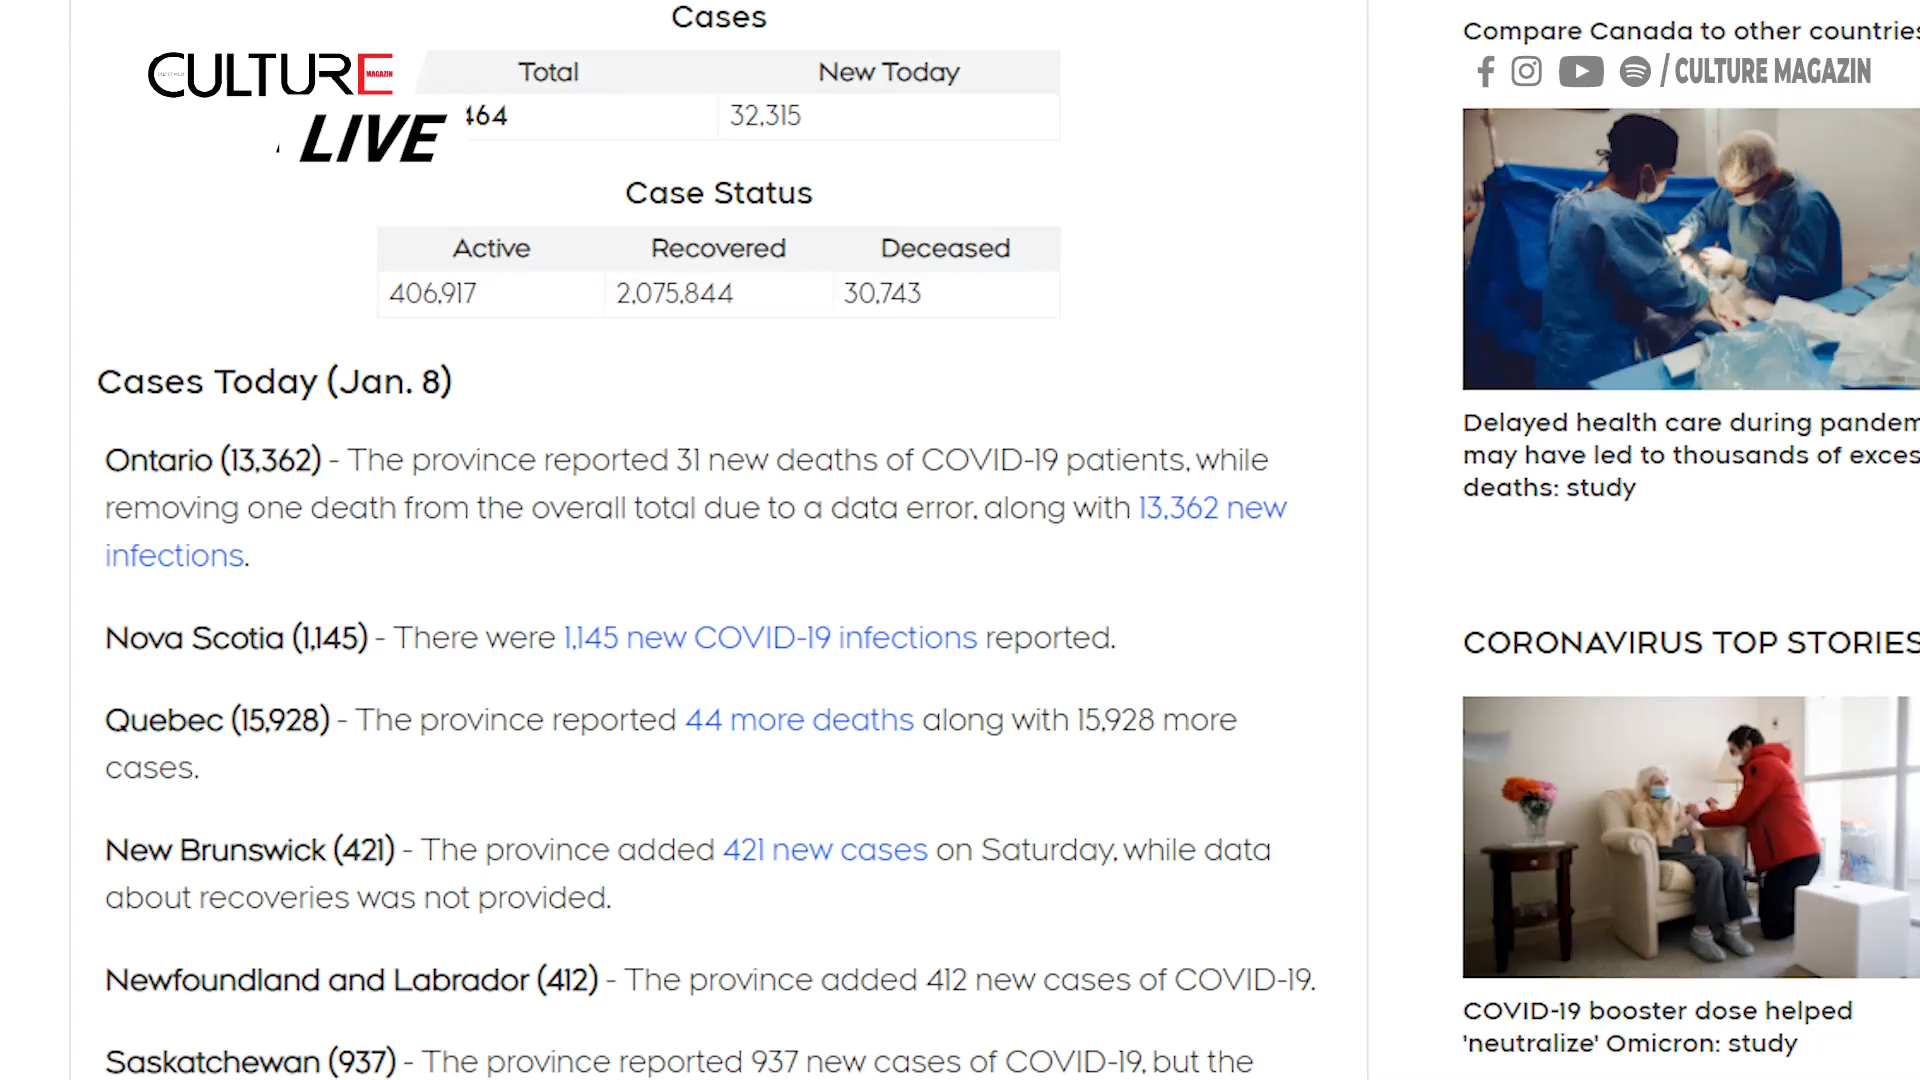 Cases
CULTURE
MAGAZIN
LIVE
Total New Today
464 32,315
Case Status
Active Recovered Deceased
406,917 2,075,844 30,743
Cases Today (Jan. 8)
Ontario (13,362) - The province reported 31 new deaths of COVID-19 patients, while
removing one death from the overall total due to a data error, along with 13,362 new
infections.
Nova Scotia (1,145) - There were 1,145 new COVID-19 infections reported.
Quebec (15,928) - The province reported 44 more deaths along with 15,928 more
cases.
New Brunswick (421) - The province added 421 new cases on Saturday, while data
about recoveries was not provided.
Newfoundland and Labrador (412) - The province added 412 new cases of COVID-19.
Saskatchewan (937) - The province reported 937 new cases of COVID-19, but the
Compare Canada to other countries
/ CULTURE MAGAZIN
Delayed health care during pandem
may have led to thousands of exces
deaths: study
CORONAVIRUS TOP STORIES
COVID-19 booster dose helped
'neutralize' Omicron: study